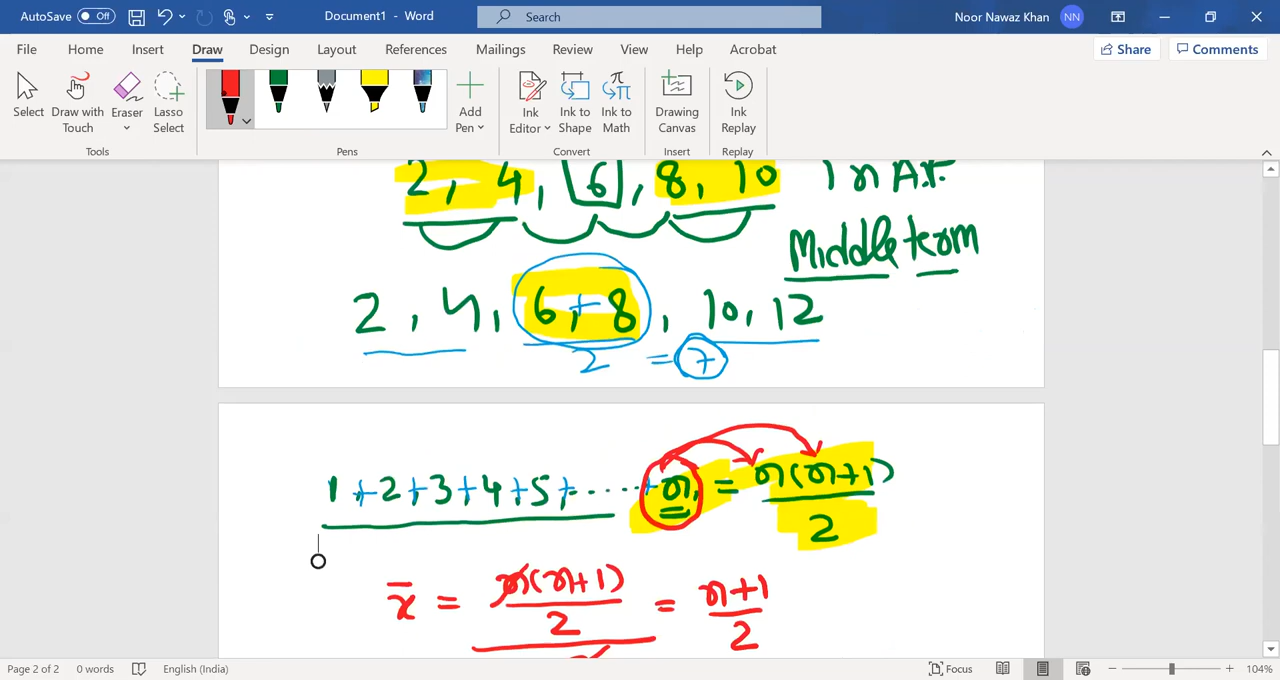 AutoSave Off Document1 - Word Search Noor Nawaz Khan NN
File Home Insert Draw Design Layout References Mailings Review View Help Acrobat Share Comments
Select Draw with Touch Eraser Lasso Select Add Pen Ink Editor Ink to Shape Ink to Math Drawing Canvas Ink Replay
Tools Pens Convert Insert Replay
2, 4, 6, 8, 10 In A.P.
Middle term
2, 4, 6, + 8, 10, 12
2 = 7
1, +2, +3, +4, +5, + ..... + n, = n(n+1)
2
x̄ = n(n+1) = n+1
2 2
Page 2 of 2 0 words English (India) Focus 104%